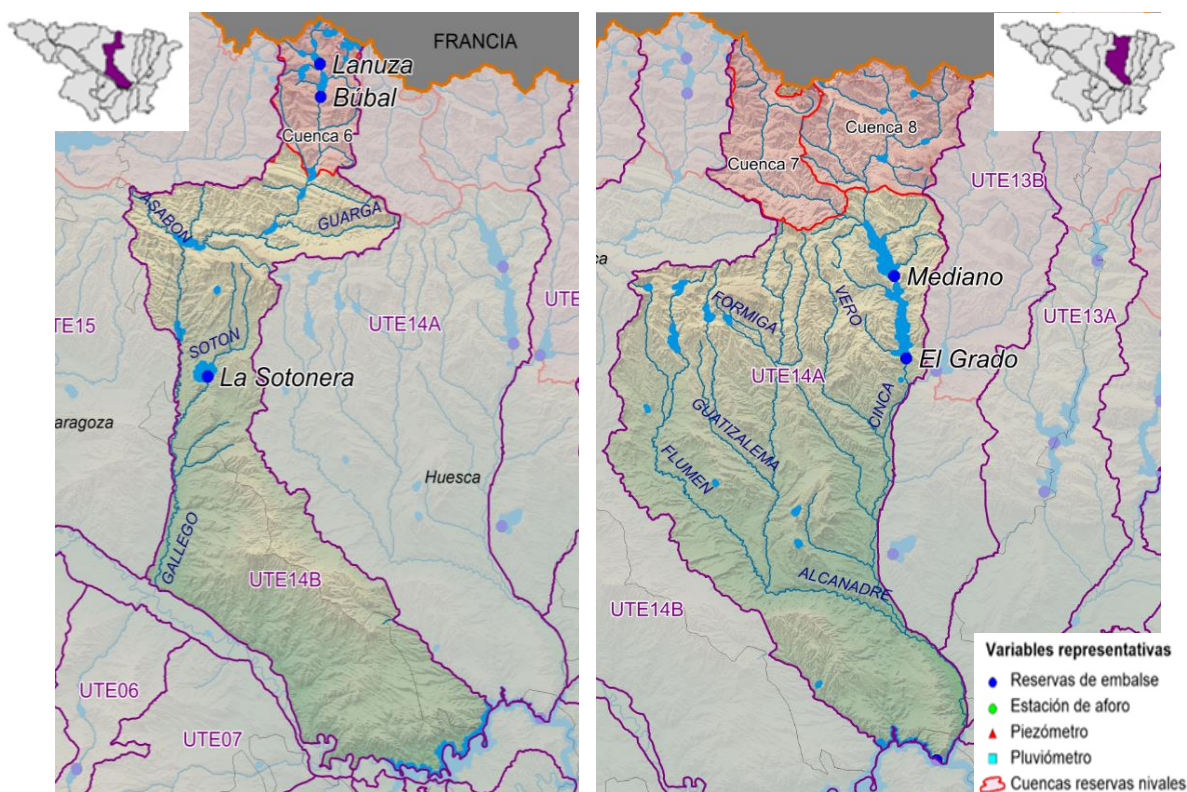 FRANCIA
Lanuza
Búbal
Cuenca 6
ASABON
GUARGA
TE15
SOTON
UTE14A
UTE
La Sotonera
aragoza
Huesca
GALLEGO
UTE14B
UTE06
UTE07
Cuenca 8
Cuenca 7
UTE13B
ca
Mediano
FORMIGA
VERO
UTE13A
El Grado
UTE14A
CINCA
GUATIZALEMA
FLUMEN
ALCANADRE
UTE14B
Variables representativas
Reservas de embalse
Estación de aforo
Piezómetro
Pluviómetro
Cuencas reservas nivales